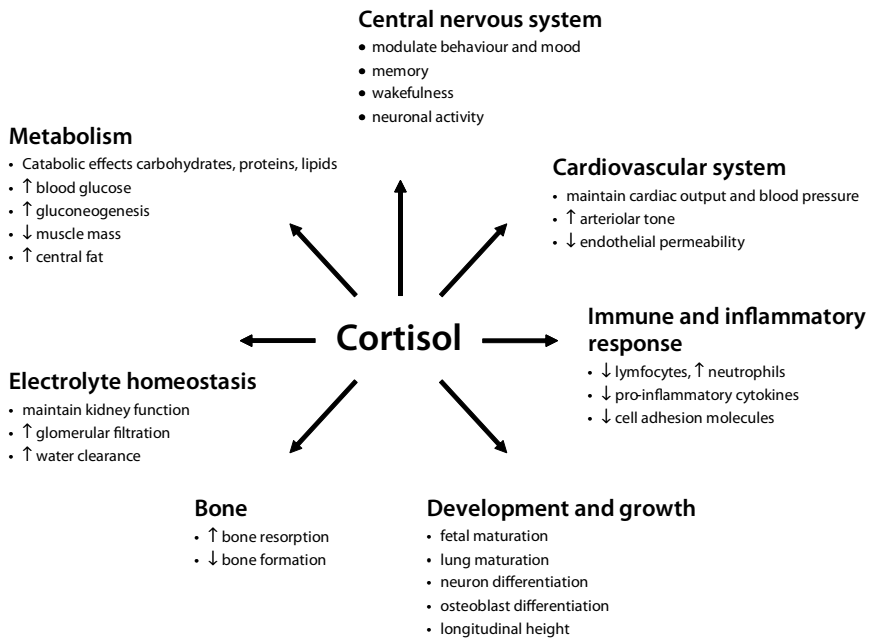 Central nervous system
• modulate behaviour and mood
• memory
• wakefulness
• neuronal activity
Metabolism
• Catabolic effects carbohydrates, proteins, lipids
• ↑ blood glucose
• ↑ gluconeogenesis
• ↓ muscle mass
• ↑ central fat
Cardiovascular system
• maintain cardiac output and blood pressure
• ↑ arteriolar tone
• ↓ endothelial permeability
Cortisol
Immune and inflammatory
response
• ↓ lymfocytes, ↑ neutrophils
• ↓ pro-inflammatory cytokines
• ↓ cell adhesion molecules
Electrolyte homeostasis
• maintain kidney function
• ↑ glomerular filtration
• ↑ water clearance
Bone
• ↑ bone resorption
• ↓ bone formation
Development and growth
• fetal maturation
• lung maturation
• neuron differentiation
• osteoblast differentiation
• longitudinal height